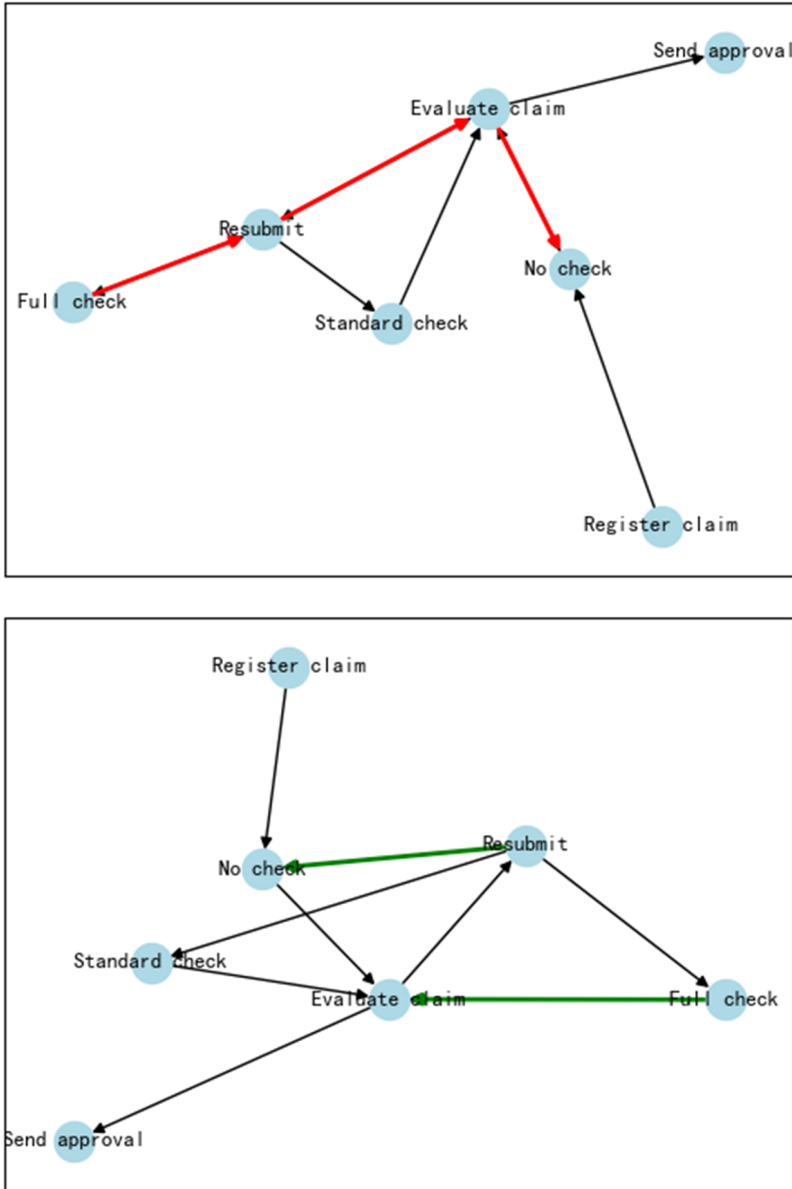 Send approval
Evaluate claim
Resubmit
No check
Full check
Standard check
Register claim
Register claim
Resubmit
No check
Standard check
Evaluate claim
Full check
Send approval